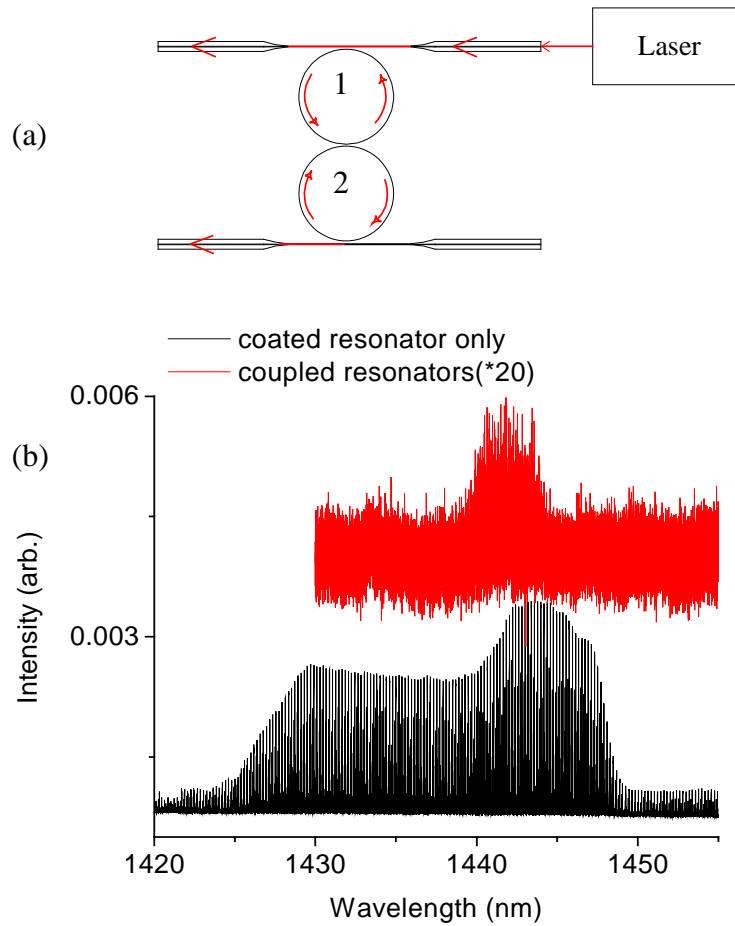 Laser
1
(a)
2
coated resonator only
coupled resonators(*20)
0.006
(b)
0.003
Intensity (arb.)
1420 1430 1440 1450
Wavelength (nm)